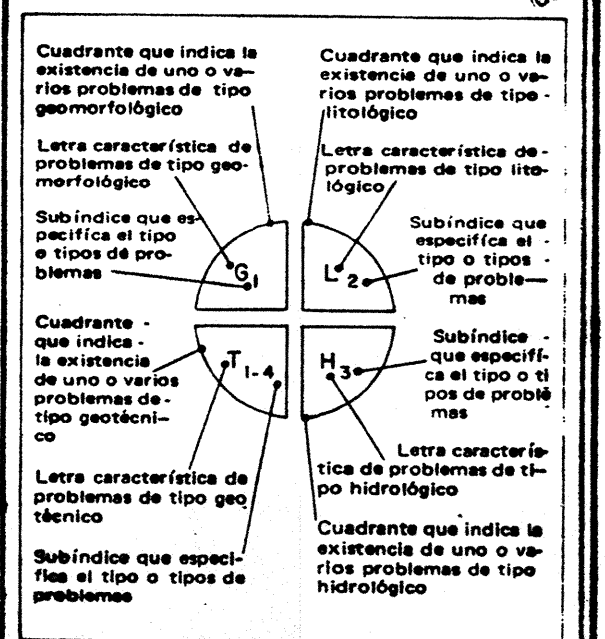 Cuadrante que indica la
existencia de uno o va-
rios problemas de tipo
geomorfológico
Letra característica de
problemas de tipo geo-
morfológico
Subíndice que es-
pecifíca el tipo
o tipos de pro-
blemas
G1
Cuadrante que indica la
existencia de uno o va-
rios problemas de tipo -
litológico
Letra característica de-
problemas de tipo lito-
lógico
Subíndice que
especifíca el -
tipo o tipos -
de proble-
mas
L2
Cuadrante -
que indica -
la existencia
de uno o varios
problemas de-
tipo geotécni-
co
T1-4
Letra característica de
problemas de tipo geo
técnico
Subíndice que especi-
fica el tipo o tipos de
problemas
Subíndice -
que especifí-
ca el tipo o ti
pos de problé
mas
H3
Letra caracterís-
tica de problemas de ti-
po hidrológico
Cuadrante que indica la
existencia de uno o va-
rios problemas de tipo
hidrológico